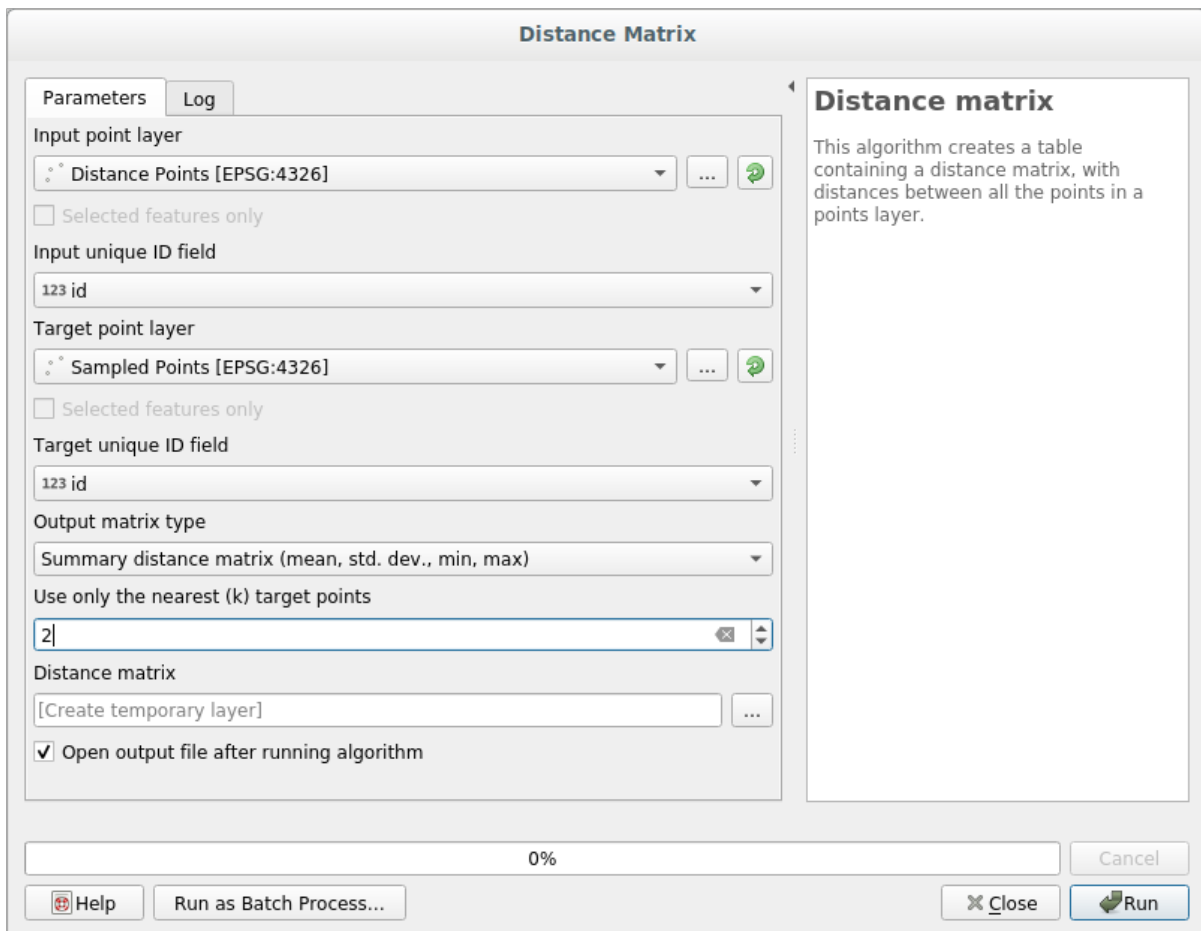 Distance Matrix
Parameters
Log
Input point layer
Distance Points [EPSG:4326]
...
Selected features only
Input unique ID field
123 id
Target point layer
Sampled Points [EPSG:4326]
...
Selected features only
Target unique ID field
123 id
Output matrix type
Summary distance matrix (mean, std. dev., min, max)
Use only the nearest (k) target points
2
Distance matrix
[Create temporary layer]
...
Open output file after running algorithm
Distance matrix
This algorithm creates a table
containing a distance matrix, with
distances between all the points in a
points layer.
0%
Cancel
Help
Run as Batch Process...
Close
Run